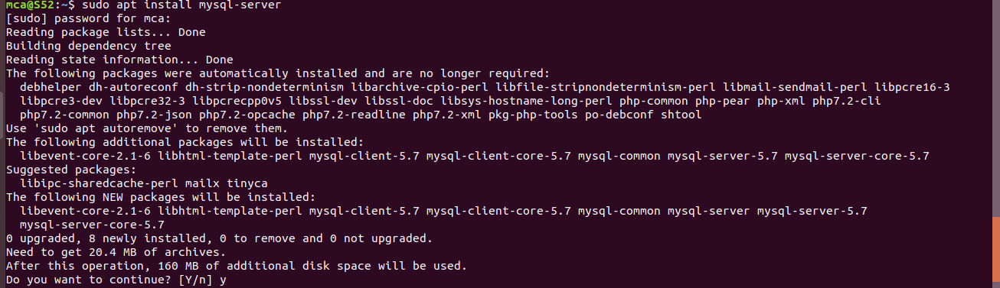 mca@S52:~$ sudo apt install mysql-server
[sudo] password for mca:
Reading package lists... Done
Building dependency tree
Reading state information... Done
The following packages were automatically installed and are no longer required:
  debhelper dh-autoreconf dh-strip-nondeterminism libarchive-cpio-perl libfile-stripnondeterminism-perl libmail-sendmail-perl libpcre16-3
  libpcre3-dev libpcre32-3 libpcrecpp0v5 libssl-dev libssl-doc libsys-hostname-long-perl php-common php-pear php-xml php7.2-cli
  php7.2-common php7.2-json php7.2-opcache php7.2-readline php7.2-xml pkg-php-tools po-debconf shtool
Use 'sudo apt autoremove' to remove them.
The following additional packages will be installed:
  libevent-core-2.1-6 libhtml-template-perl mysql-client-5.7 mysql-client-core-5.7 mysql-common mysql-server-5.7 mysql-server-core-5.7
Suggested packages:
  libipc-sharedcache-perl mailx tinyca
The following NEW packages will be installed:
  libevent-core-2.1-6 libhtml-template-perl mysql-client-5.7 mysql-client-core-5.7 mysql-common mysql-server mysql-server-5.7
  mysql-server-core-5.7
0 upgraded, 8 newly installed, 0 to remove and 0 not upgraded.
Need to get 20.4 MB of archives.
After this operation, 160 MB of additional disk space will be used.
Do you want to continue? [Y/n] y